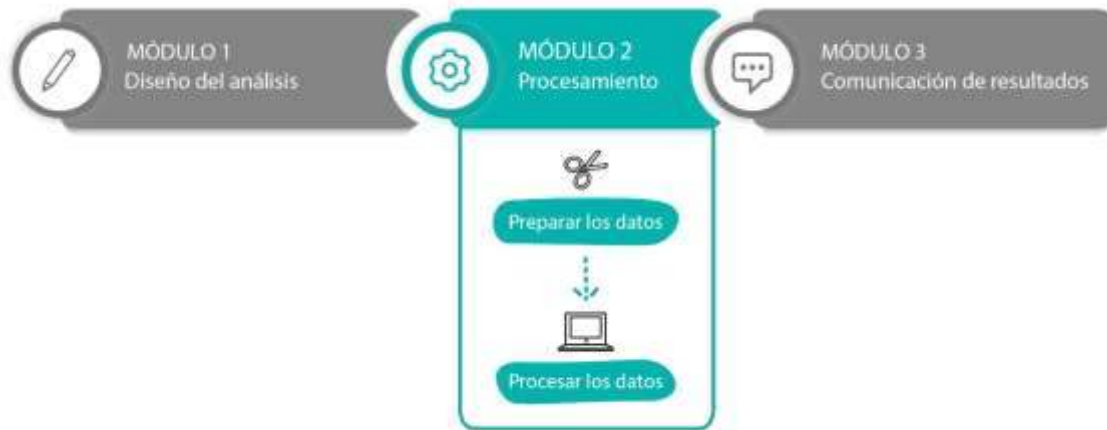 MÓDULO 1
Diseño del análisis
MÓDULO 2
Procesamiento
MÓDULO 3
Comunicación de resultados
Preparar los datos
Procesar los datos